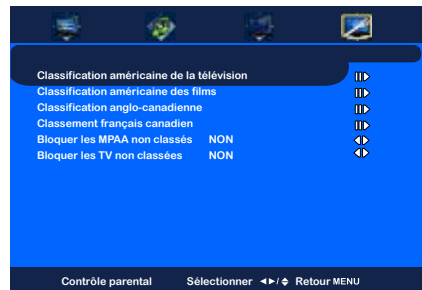 Classification américaine de la télévision
Classification américaine des films
Classification anglo-canadienne
Classement français canadien
Bloquer les MPAA non classés NON
Bloquer les TV non classées NON
Contrôle parental Sélectionner ◄►/♦ Retour MENU